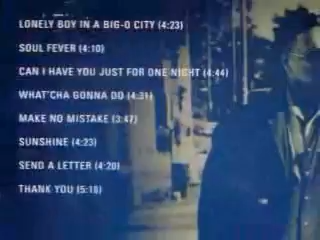 LONELY BOY IN A BIG-O CITY (4:23)
SOUL FEVER (4:10)
CAN I HAVE YOU JUST FOR ONE NIGHT (4:44)
WHAT'CHA GONNA DO (4:31)
MAKE NO MISTAKE (3:47)
SUNSHINE (4:23)
SEND A LETTER (4:20)
THANK YOU (5:18)